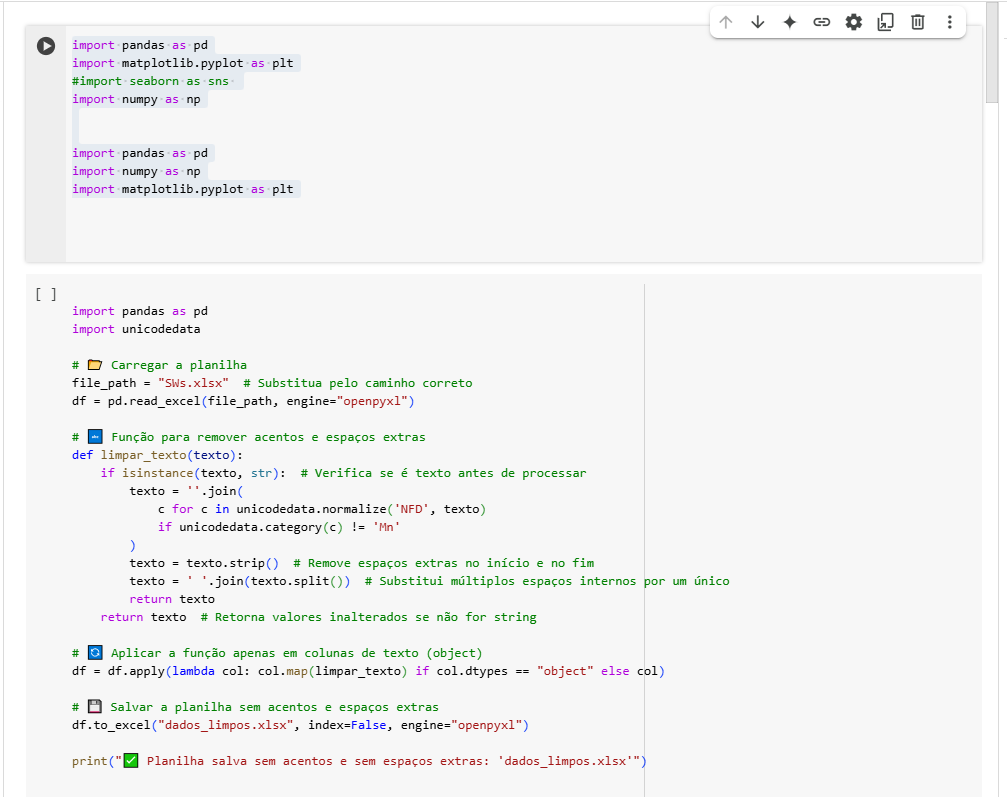 import pandas as pd
import matplotlib.pyplot as plt
#import seaborn as sns
import numpy as np
import pandas as pd
import numpy as np
import matplotlib.pyplot as plt
[ ]
import pandas as pd
import unicodedata
# 📂 Carregar a planilha
file_path = "SWs.xlsx"  # Substitua pelo caminho correto
df = pd.read_excel(file_path, engine="openpyxl")
# 🔤 Função para remover acentos e espaços extras
def limpar_texto(texto):
    if isinstance(texto, str):  # Verifica se é texto antes de processar
        texto = ''.join(
            c for c in unicodedata.normalize('NFD', texto)
            if unicodedata.category(c) != 'Mn'
        )
        texto = texto.strip()  # Remove espaços extras no início e no fim
        texto = ' '.join(texto.split())  # Substitui múltiplos espaços internos por um único
        return texto
    return texto  # Retorna valores inalterados se não for string
# 🔄 Aplicar a função apenas em colunas de texto (object)
df = df.apply(lambda col: col.map(limpar_texto) if col.dtypes == "object" else col)
# 💾 Salvar a planilha sem acentos e espaços extras
df.to_excel("dados_limpos.xlsx", index=False, engine="openpyxl")
print("✅ Planilha salva sem acentos e sem espaços extras: 'dados_limpos.xlsx'")